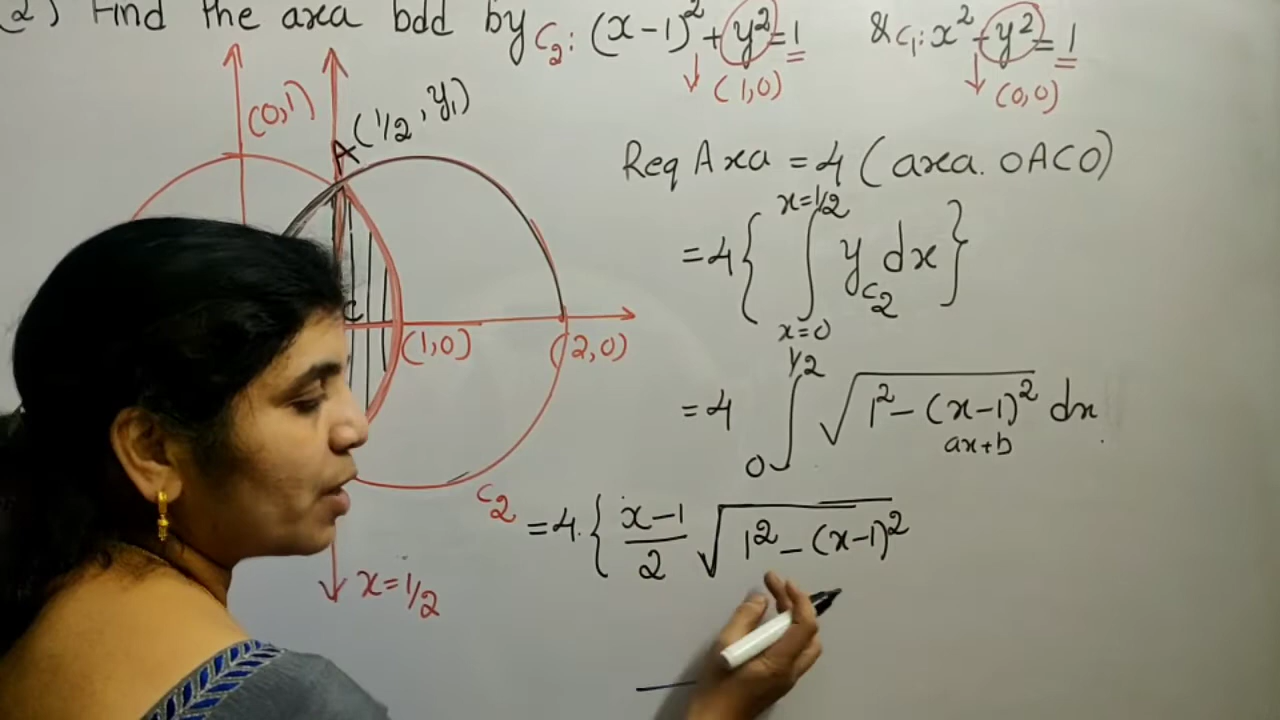 (2) Find the area bdd by C2: (x-1)²+y²=1 & C1: x²+y²=1
(1,0) (0,0)
(0,1)
A(1/2, y1)
Req Area = 4 (area. OACO)
x=1/2
=4{∫ yC2 dx}
x=0
C
(1,0) (2,0)
1/2
=4 ∫ √1²-(x-1)² dx
0
ax+b
C2
=4.{x-1/2 √1²-(x-1)²
x=1/2